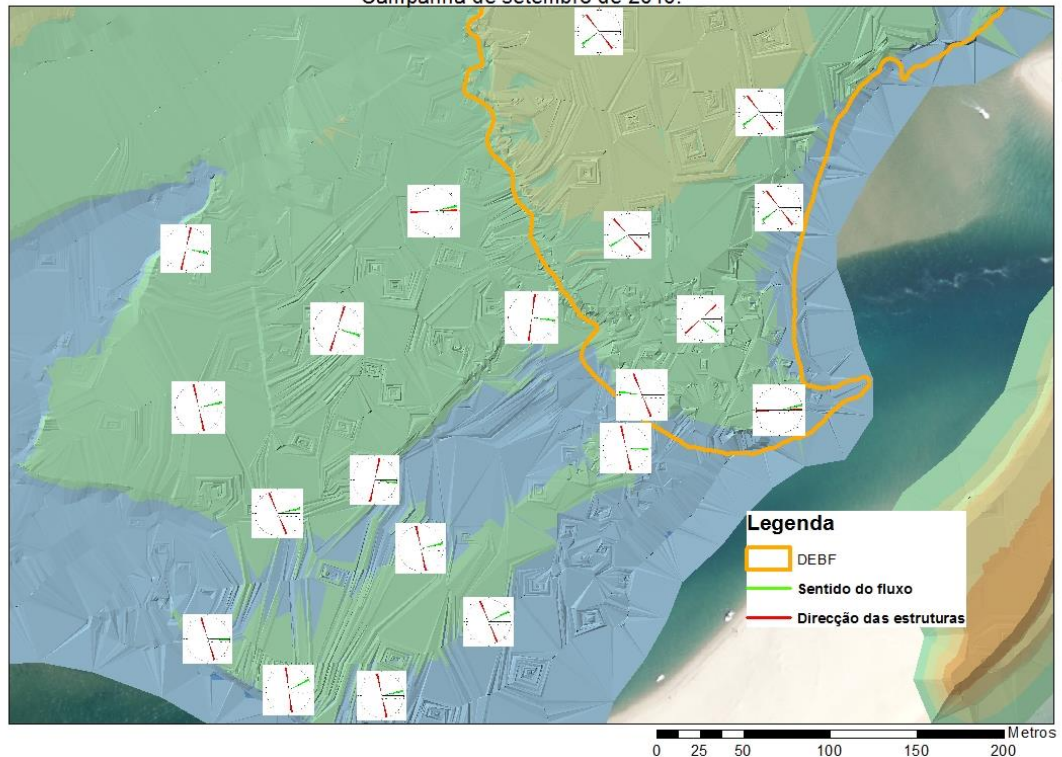 Campanha de setembro de 2010.
Legenda
DEBF
Sentido do fluxo
Direcção das estruturas
Metros
0 25 50 100 150 200